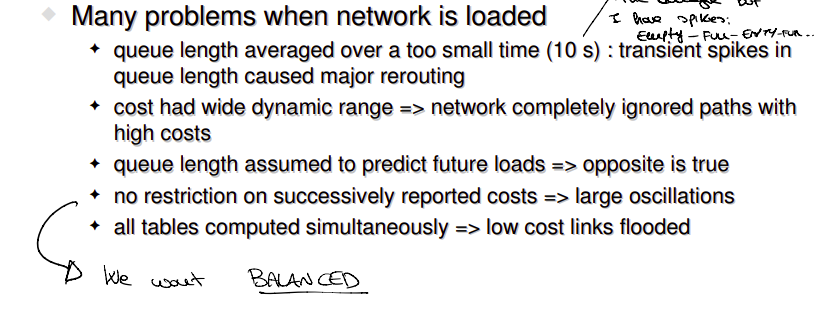 Many problems when network is loaded
I have spikes:
Empty - Full - EMPTY - FUR..
queue length averaged over a too small time (10 s) : transient spikes in
queue length caused major rerouting
cost had wide dynamic range => network completely ignored paths with
high costs
queue length assumed to predict future loads => opposite is true
no restriction on successively reported costs => large oscillations
all tables computed simultaneously => low cost links flooded
We want BALANCED